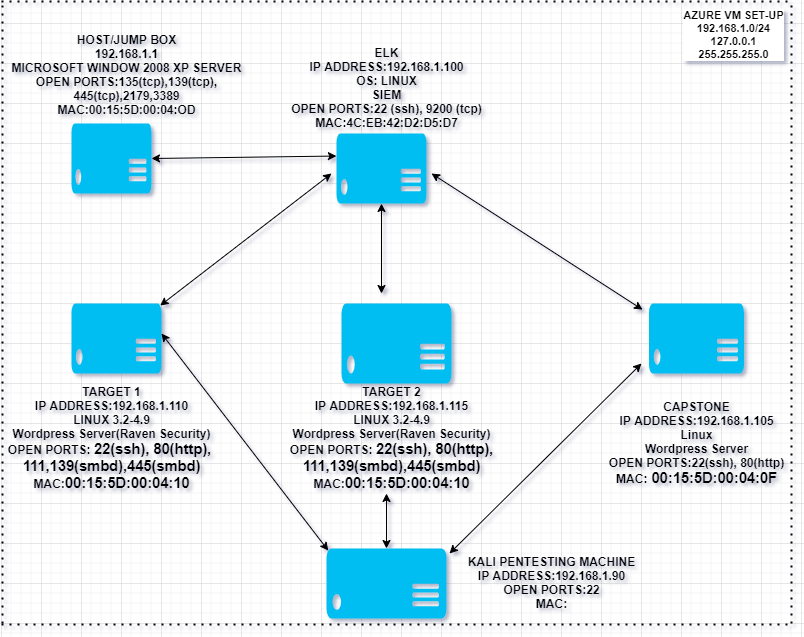 AZURE VM SET-UP
192.168.1.0/24
127.0.0.1
255.255.255.0
HOST/JUMP BOX
192.168.1.1
MICROSOFT WINDOW 2008 XP SERVER
OPEN PORTS:135(tcp),139(tcp),
445(tcp),2179,3389
MAC:00:15:5D:00:04:OD
ELK
IP ADDRESS:192.168.1.100
OS: LINUX
SIEM
OPEN PORTS:22 (ssh), 9200 (tcp)
MAC:4C:EB:42:D2:D5:D7
TARGET 1
IP ADDRESS:192.168.1.110
LINUX 3.2-4.9
Wordpress Server(Raven Security)
OPEN PORTS: 22(ssh), 80(http),
111,139(smbd),445(smbd)
MAC:00:15:5D:00:04:10
TARGET 2
IP ADDRESS:192.168.1.115
LINUX 3.2-4.9
Wordpress Server(Raven Security)
OPEN PORTS: 22(ssh), 80(http),
111,139(smbd),445(smbd)
MAC:00:15:5D:00:04:10
CAPSTONE
IP ADDRESS:192.168.1.105
Linux
Wordpress Server
OPEN PORTS:22(ssh), 80(http)
MAC: 00:15:5D:00:04:0F
KALI PENTESTING MACHINE
IP ADDRESS:192.168.1.90
OPEN PORTS:22
MAC: